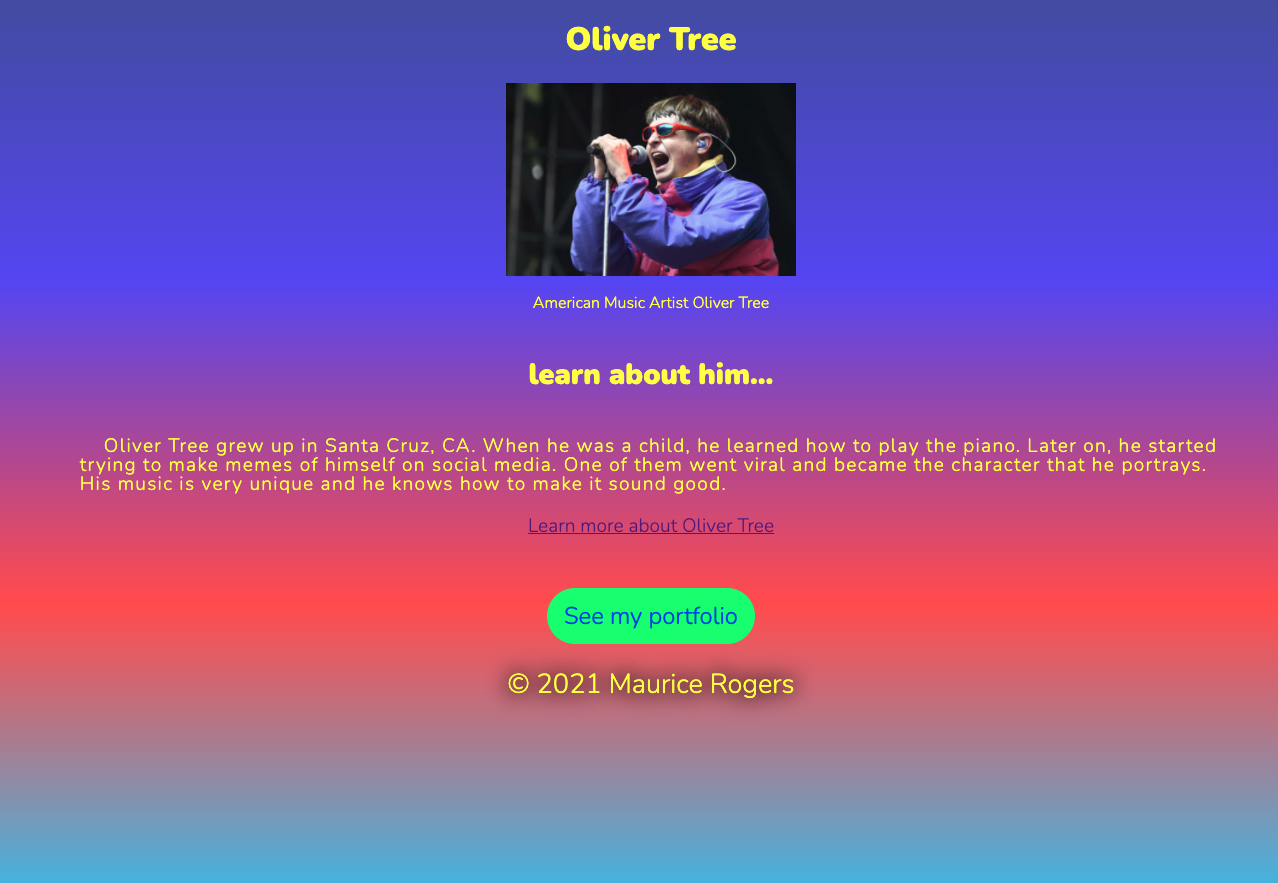 Oliver Tree
American Music Artist Oliver Tree
learn about him...
Oliver Tree grew up in Santa Cruz, CA. When he was a child, he learned how to play the piano. Later on, he started
trying to make memes of himself on social media. One of them went viral and became the character that he portrays.
His music is very unique and he knows how to make it sound good.
Learn more about Oliver Tree
See my portfolio
© 2021 Maurice Rogers